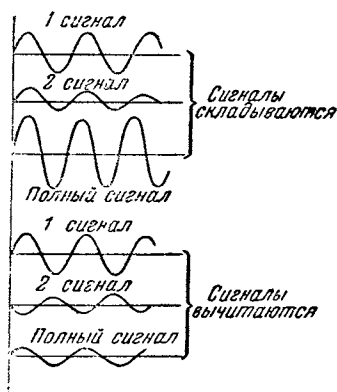 1 сигнал
2 сигнал
Сигналы
складываются
Полный сигнал
1 сигнал
2 сигнал
Сигналы
вычитаются
Полный сигнал